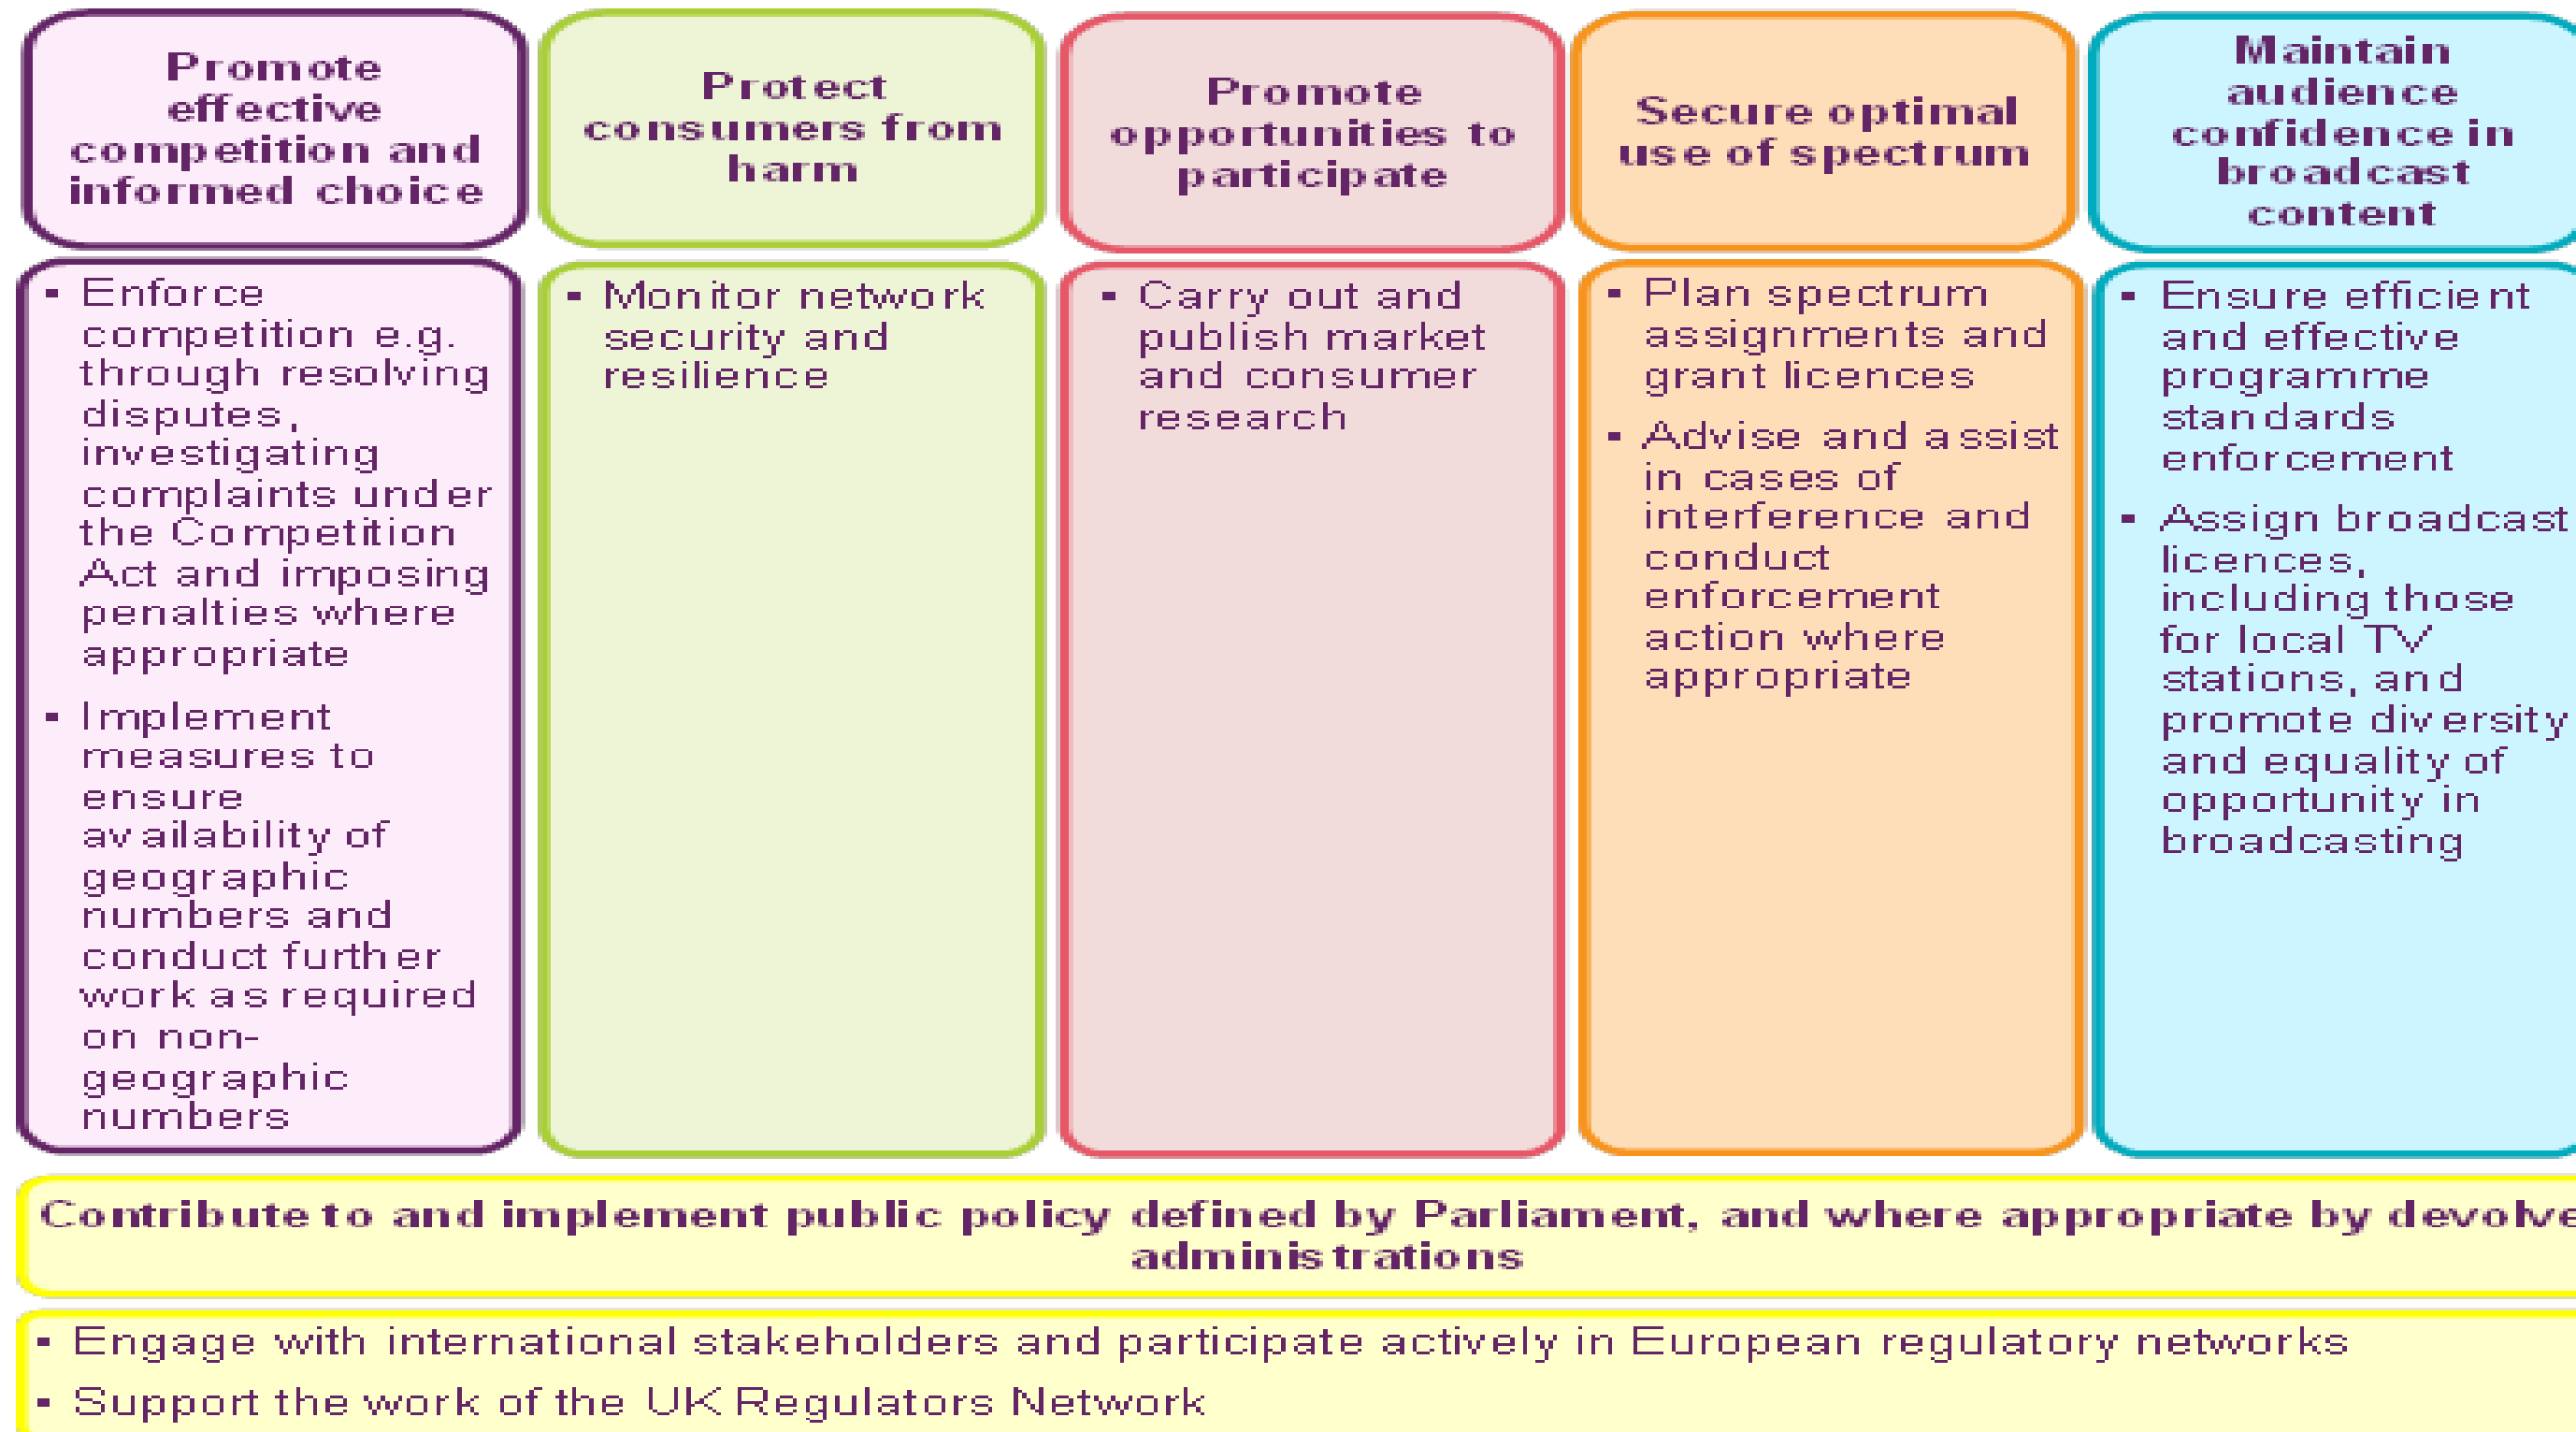 Promote
effective
competition and
informed choice
Protect
consumers from
harm
Promote
opportunities to
participate
Secure optimal
use of spectrum
Maintain
audience
confidence in
broadcast
content
▪ Enforce
competition e.g.
through resolving
disputes,
investigating
complaints under
the Competition
Act and imposing
penalties where
appropriate
▪ Implement
measures to
ensure
availability of
geographic
numbers and
conduct further
work as required
on non-
geographic
numbers
▪ Monitor network
security and
resilience
▪ Carry out and
publish market
and consumer
research
▪ Plan spectrum
assignments and
grant licences
▪ Advise and assist
in cases of
interference and
conduct
enforcement
action where
appropriate
▪ Ensure efficient
and effective
programme
standards
enforcement
▪ Assign broadcast
licences,
including those
for local TV
stations, and
promote diversity
and equality of
opportunity in
broadcasting
Contribute to and implement public policy defined by Parliament, and where appropriate by devolve
administrations
▪ Engage with international stakeholders and participate actively in European regulatory networks
▪ Support the work of the UK Regulators Network